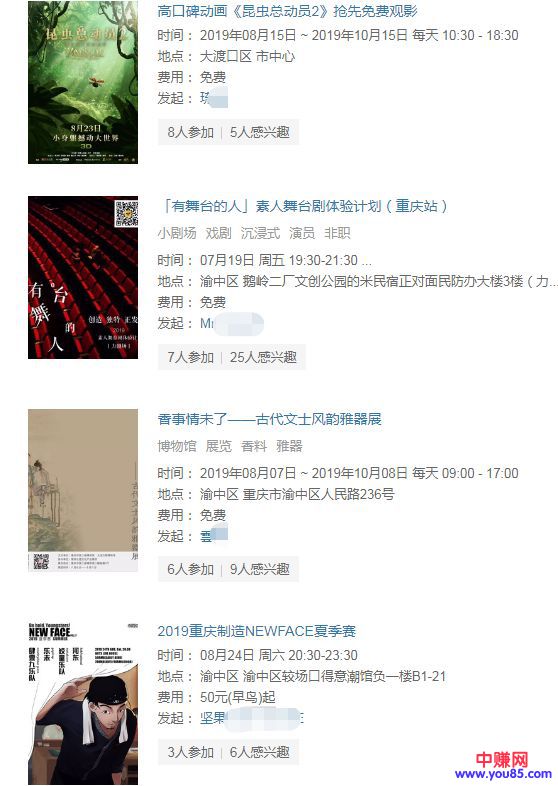 昆虫总动员2
8月23日
小身躯撼动大世界
3D
高口碑动画《昆虫总动员2》抢先免费观影
时间： 2019年08月15日 ~ 2019年10月15日 每天 10:30 - 18:30
地点： 大渡口区 市中心
费用： 免费
发起：
8人参加 | 5人感兴趣
有舞台的人
创造 独特 正发
2019
「有舞台的人」素人舞台剧体验计划（重庆站）
小剧场 戏剧 沉浸式 演员 非职
时间： 07月19日 周五 19:30-21:30 ...
地点： 渝中区 鹅岭二厂文创公园的米民宿正对面民防办大楼3楼（力...
费用： 免费
发起： Mr
7人参加 | 25人感兴趣
香事情未了——古代文士风韵雅器展
博物馆 展览 香料 雅器
时间： 2019年08月07日 ~ 2019年10月08日 每天 09:00 - 17:00
地点： 渝中区 重庆市渝中区人民路236号
费用： 免费
发起： 雲
6人参加 | 9人感兴趣
NEW FACE
2019重庆制造NEWFACE夏季赛
时间： 08月24日 周六 20:30-23:30
地点： 渝中区 渝中区较场口得意潮馆负一楼B1-21
费用： 50元(早鸟)起
发起： 坚果
3人参加 | 6人感兴趣
中赚网
www.you85.com